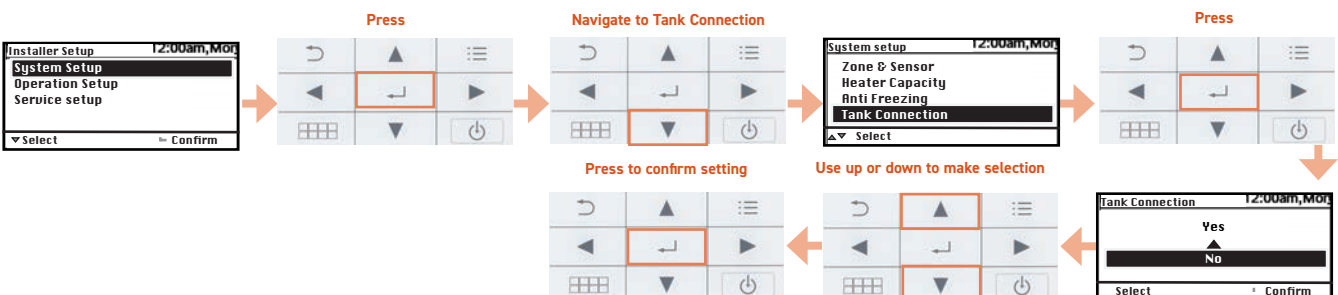 Press
Navigate to Tank Connection
Press
Installer Setup 12:00am,Mon
System Setup
Operation Setup
Service setup
▼Select Confirm
System setup 12:00am,Mon
Zone & Sensor
Heater Capacity
Anti Freezing
Tank Connection
▲▼ Select
Press to confirm setting
Use up or down to make selection
Tank Connection 12:00am,Mon
Yes
No
Select Confirm